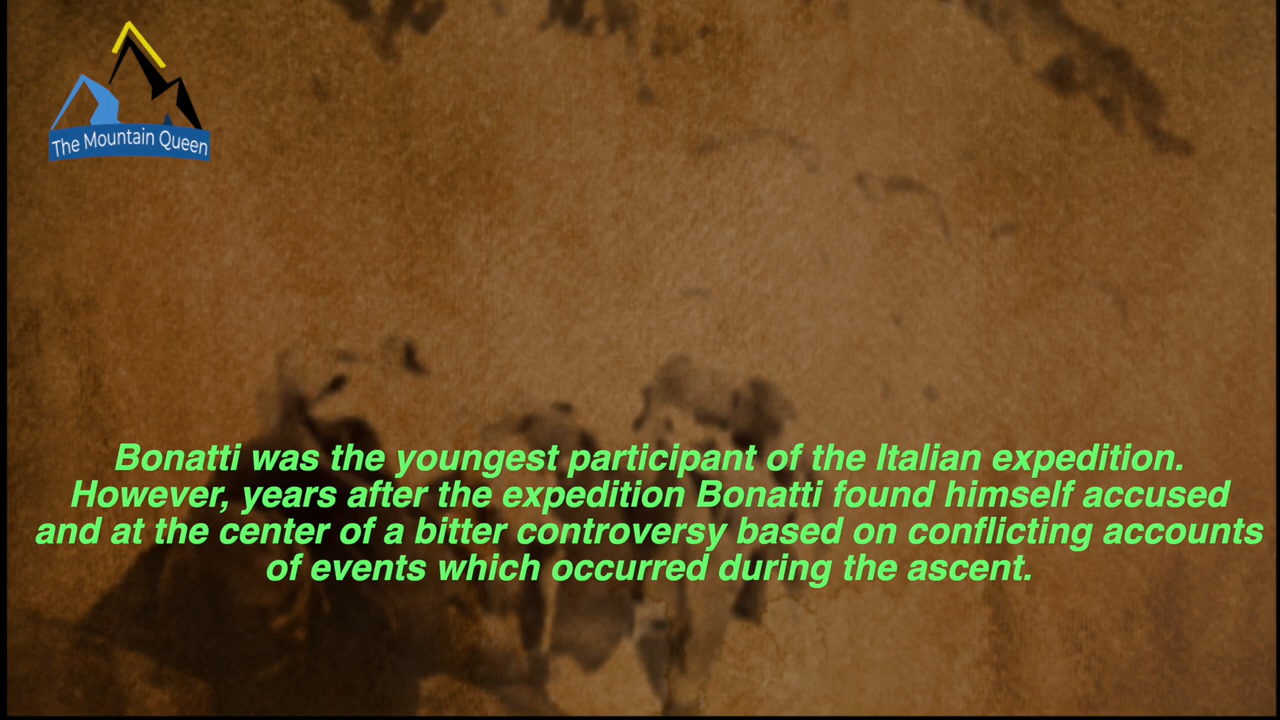 The Mountain Queen
Bonatti was the youngest participant of the Italian expedition.
However, years after the expedition Bonatti found himself accused
and at the center of a bitter controversy based on conflicting accounts
of events which occurred during the ascent.